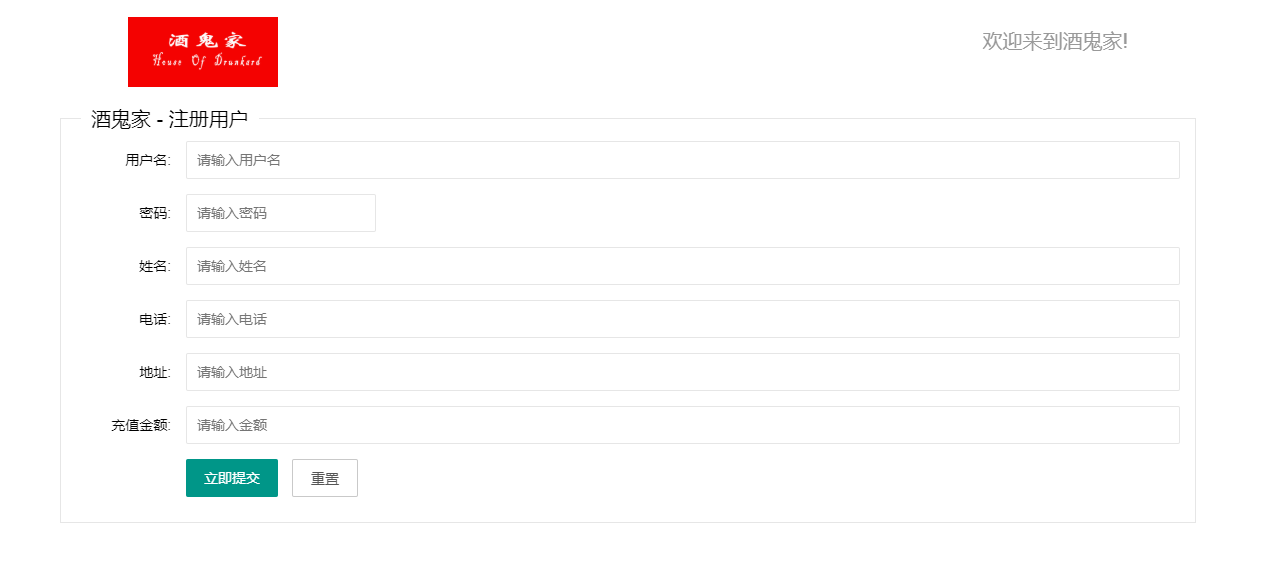 酒鬼家
House Of Drunkard
欢迎来到酒鬼家!
酒鬼家 - 注册用户
用户名: 请输入用户名
密码: 请输入密码
姓名: 请输入姓名
电话: 请输入电话
地址: 请输入地址
充值金额: 请输入金额
立即提交 重置